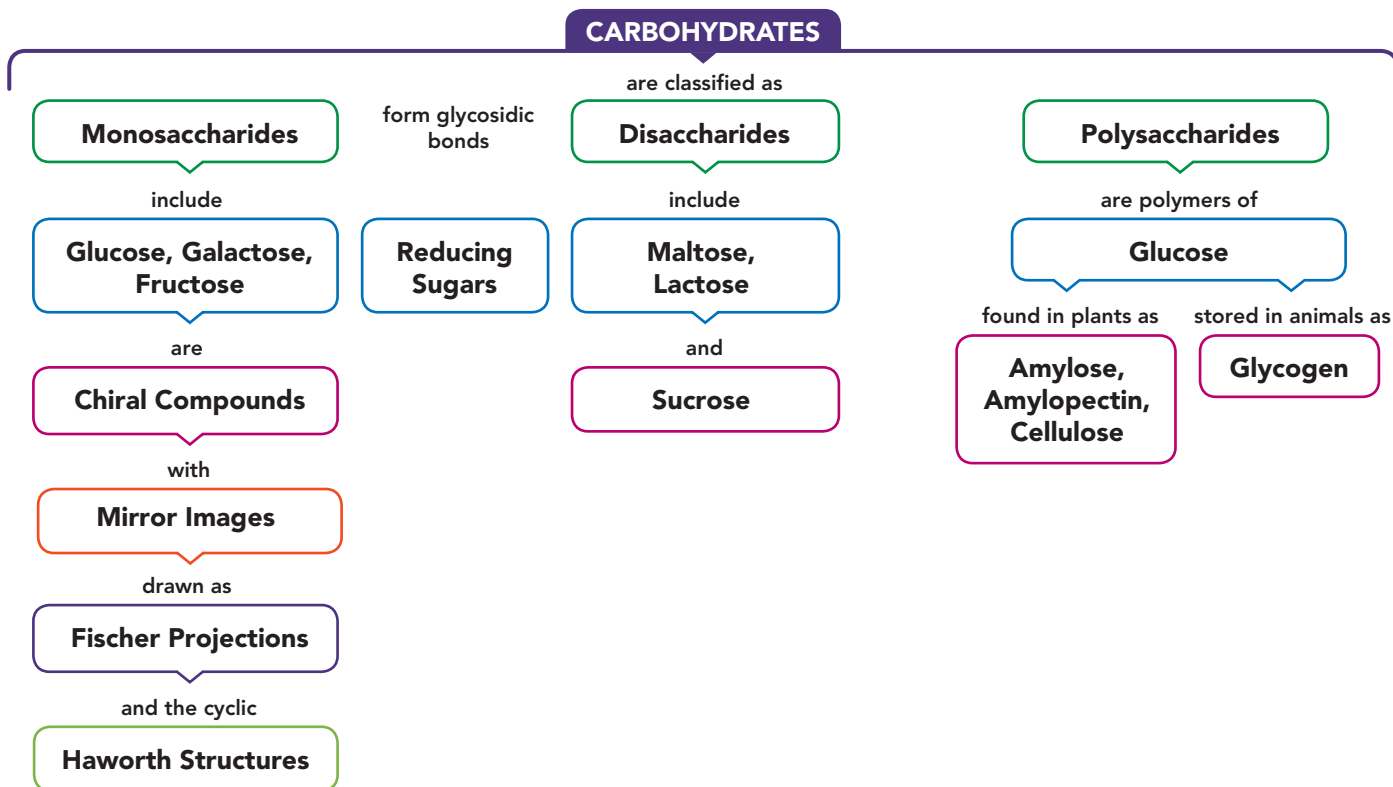 CARBOHYDRATES
are classified as
Monosaccharides
form glycosidic
bonds
Disaccharides
Polysaccharides
include
include
are polymers of
Glucose, Galactose,
Fructose
Reducing
Sugars
Maltose,
Lactose
Glucose
are
and
found in plants as
stored in animals as
Chiral Compounds
Sucrose
Amylose,
Amylopectin,
Cellulose
Glycogen
with
Mirror Images
drawn as
Fischer Projections
and the cyclic
Haworth Structures